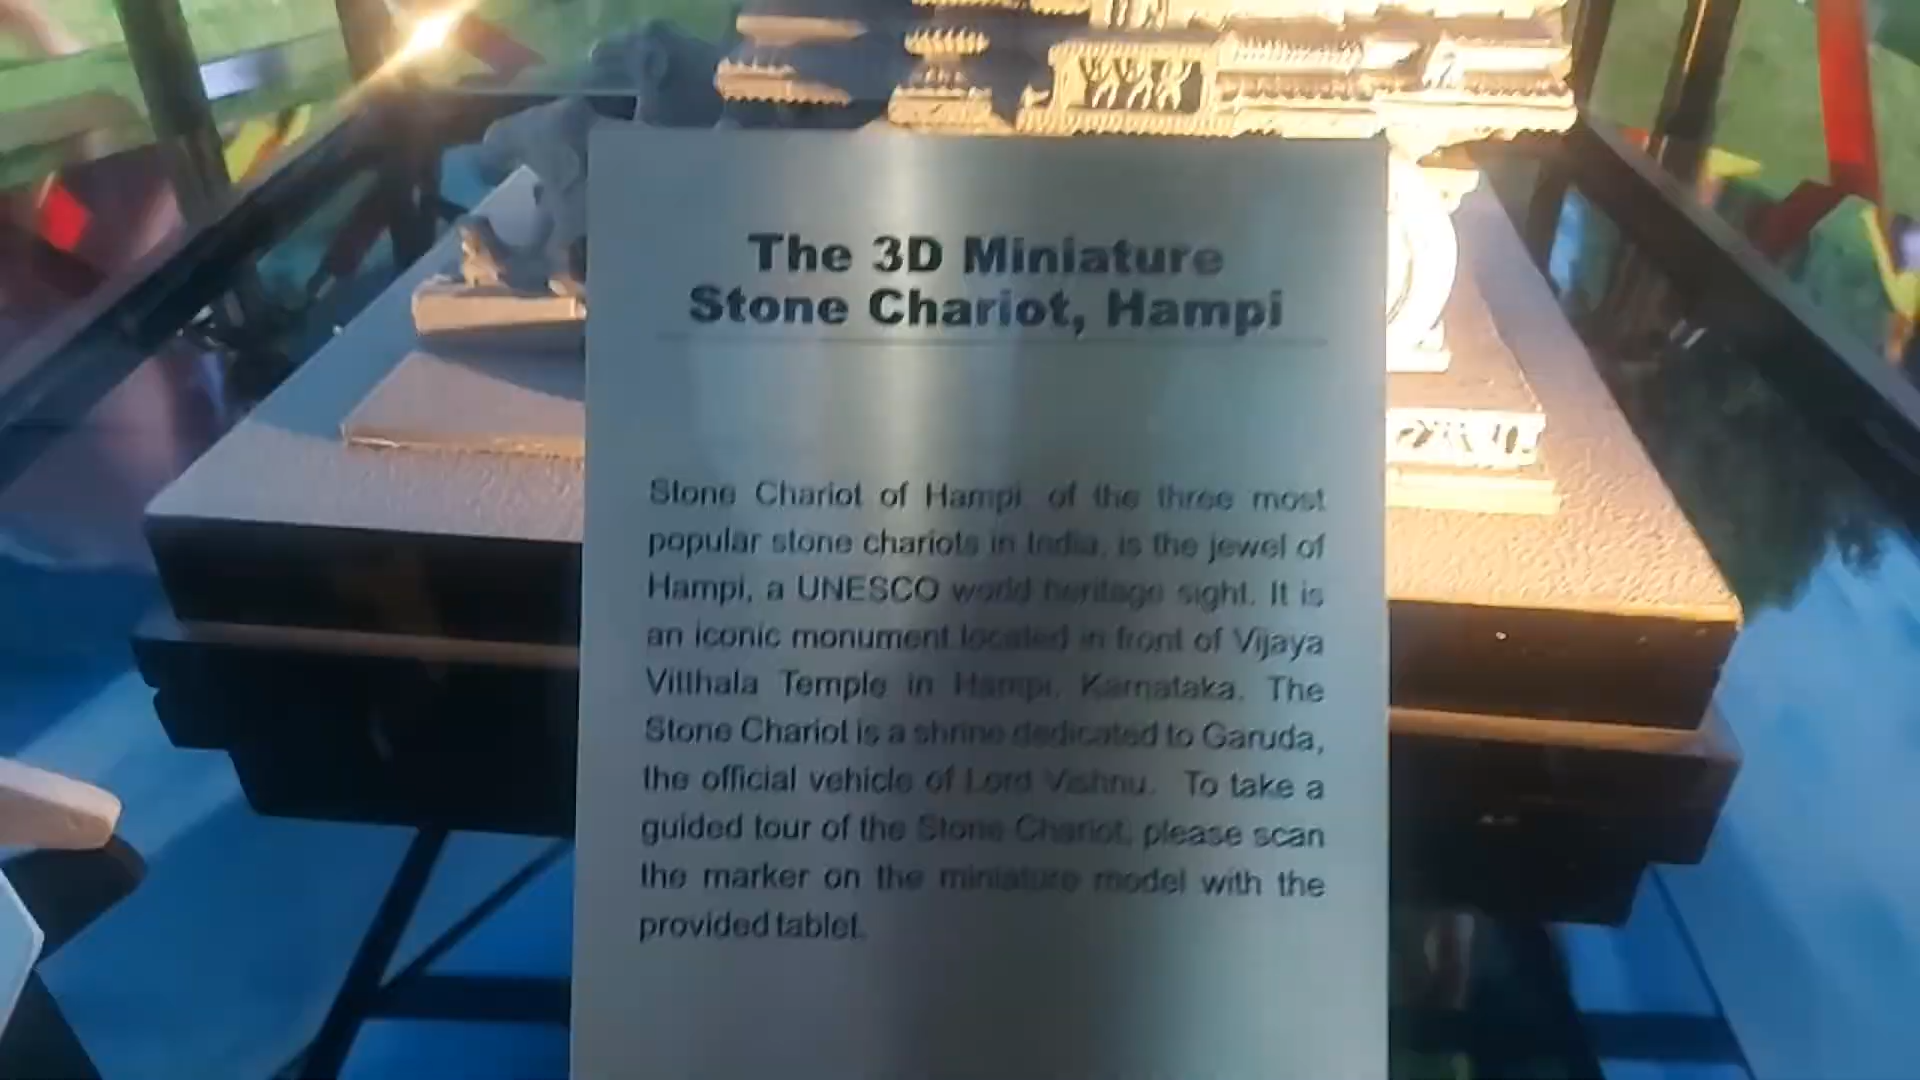 The 3D Miniature
Stone Chariot, Hampi
Stone Chariot of Hampi of the three most
popular stone chariots in India, is the jewel of
Hampi, a UNESCO world heritage sight. It is
an iconic monument located in front of Vijaya
Vitthala Temple in Hampi, Karnataka. The
Stone Chariot is a shrine dedicated to Garuda,
the official vehicle of Lord Vishnu. To take a
guided tour of the Stone Chariot, please scan
the marker on the miniature model with the
provided tablet.